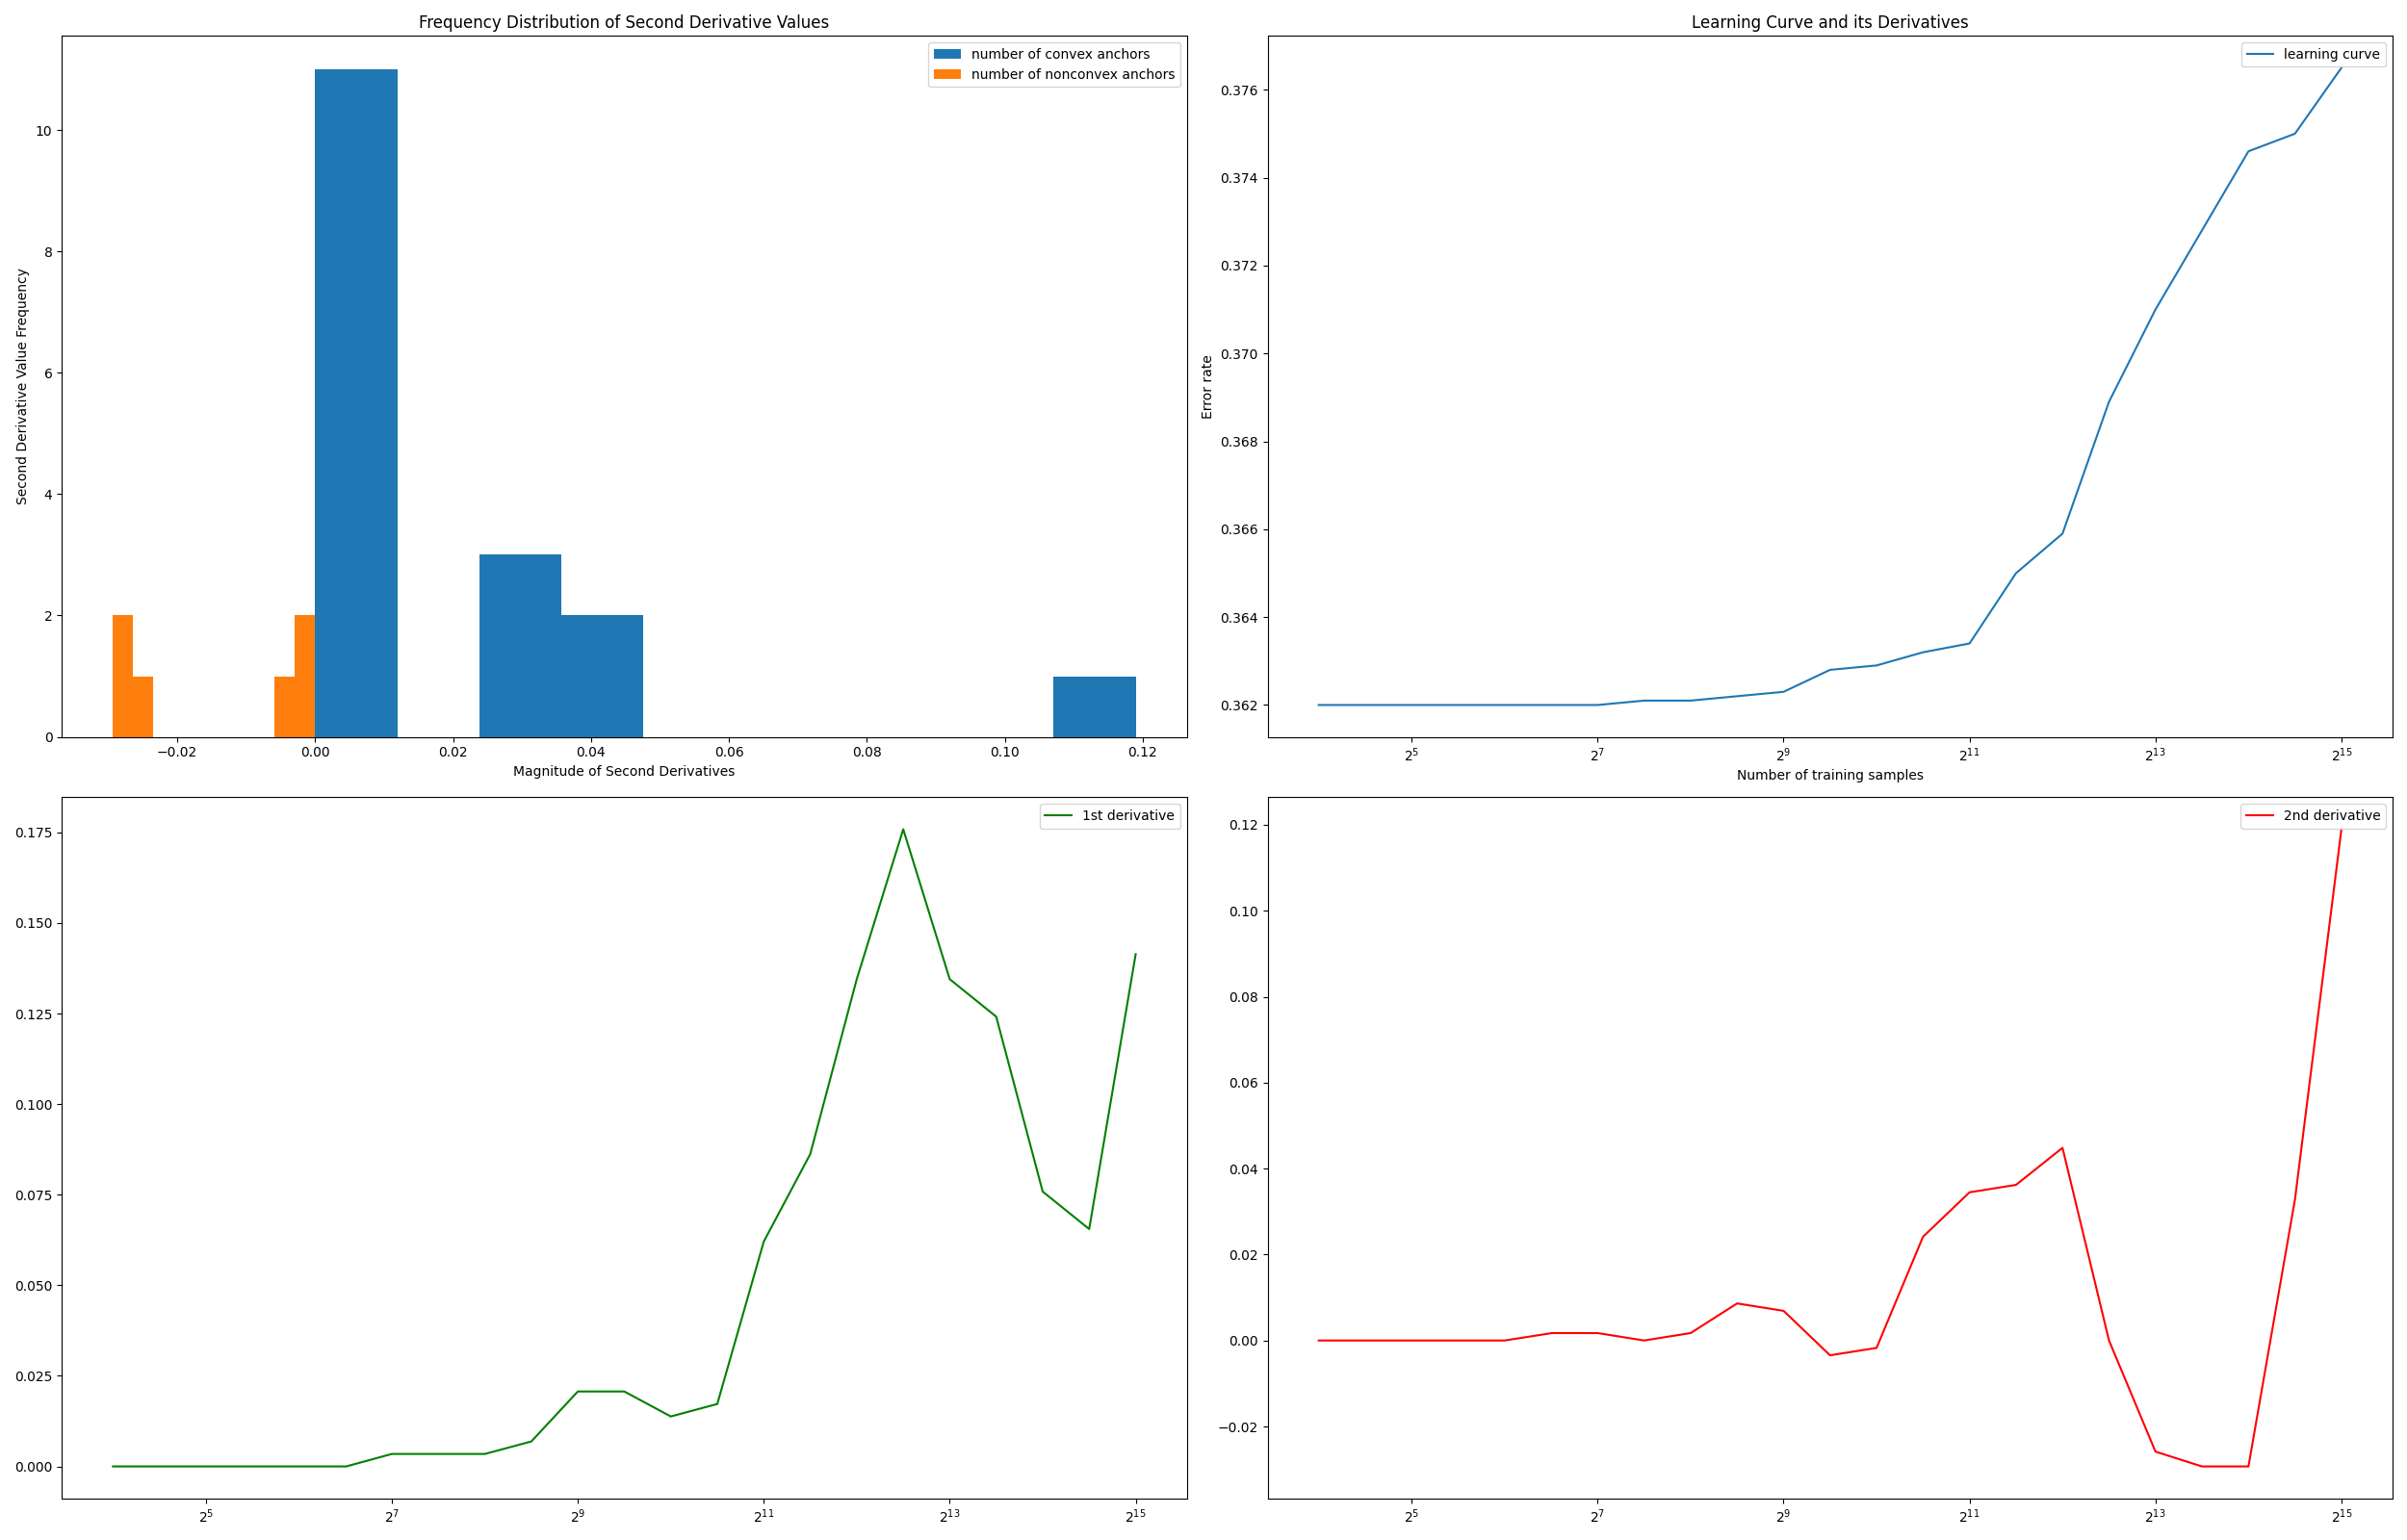 Frequency Distribution of Second Derivative Values
number of convex anchors
number of nonconvex anchors
Second Derivative Value Frequency
10
8
6
4
2
0
−0.02 0.00 0.02 0.04 0.06 0.08 0.10 0.12
Magnitude of Second Derivatives
Learning Curve and its Derivatives
learning curve
Error rate
0.376
0.374
0.372
0.370
0.368
0.366
0.364
0.362
2^5 2^7 2^9 2^11 2^13 2^15
Number of training samples
1st derivative
0.175
0.150
0.125
0.100
0.075
0.050
0.025
0.000
2^5 2^7 2^9 2^11 2^13 2^15
2nd derivative
0.12
0.10
0.08
0.06
0.04
0.02
0.00
−0.02
2^5 2^7 2^9 2^11 2^13 2^15